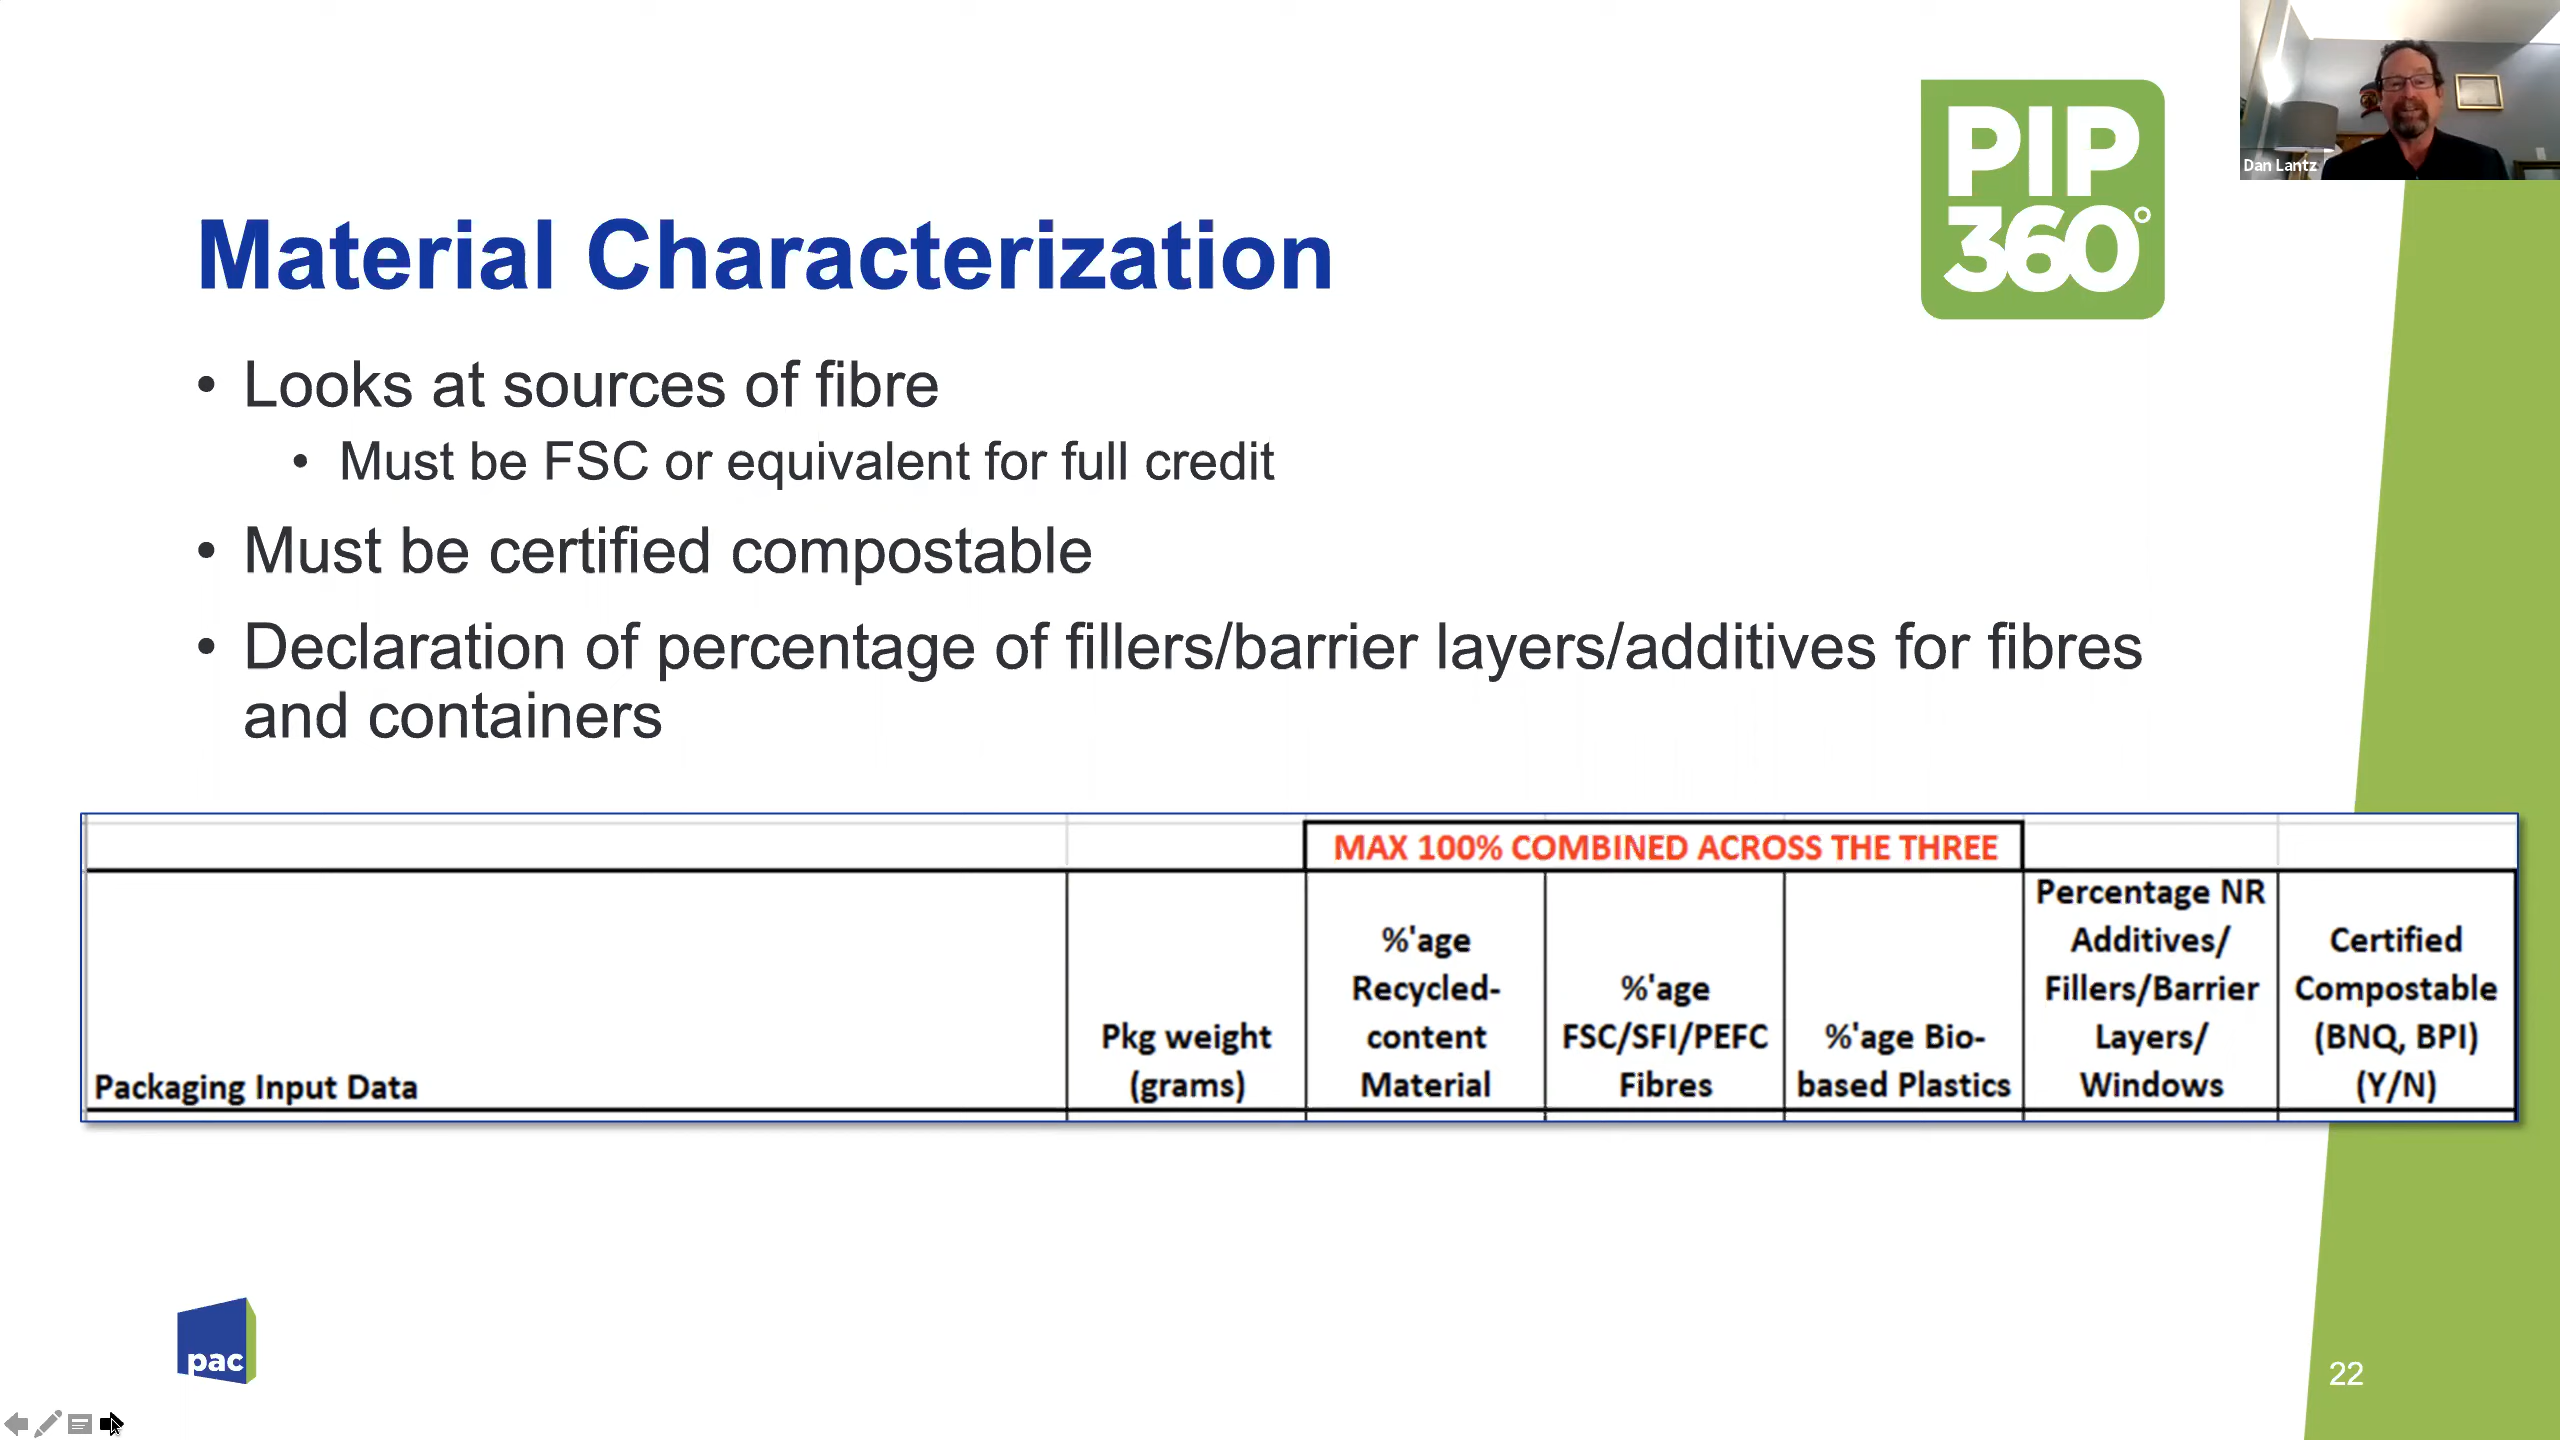 Dan Lantz
PIP
360°
Material Characterization
• Looks at sources of fibre
• Must be FSC or equivalent for full credit
• Must be certified compostable
• Declaration of percentage of fillers/barrier layers/additives for fibres
and containers
MAX 100% COMBINED ACROSS THE THREE
Packaging Input Data
Pkg weight
(grams)
%'age
Recycled-
content
Material
%'age
FSC/SFI/PEFC
Fibres
%'age Bio-
based Plastics
Percentage NR
Additives/
Fillers/Barrier
Layers/
Windows
Certified
Compostable
(BNQ, BPI)
(Y/N)
pac
22